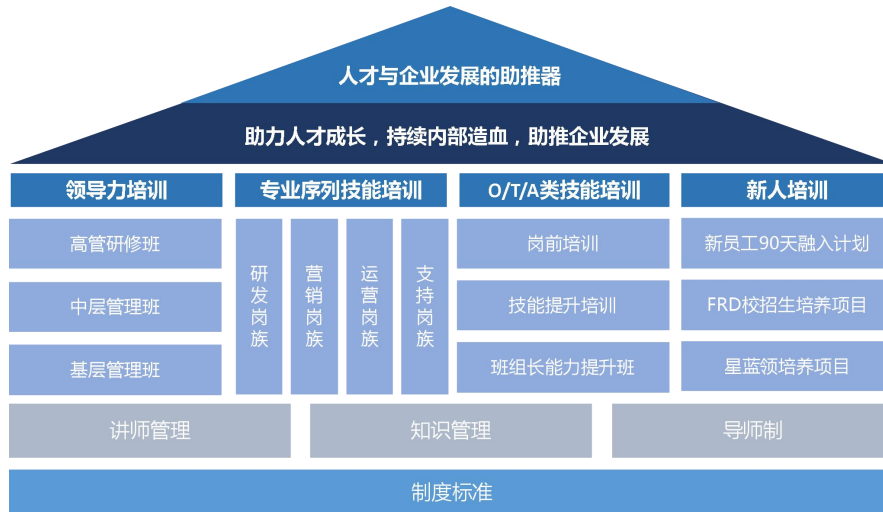 人才与企业发展的助推器
助力人才成长，持续内部造血，助推企业发展
领导力培训
高管研修班
中层管理班
基层管理班
专业序列技能培训
研发岗族
营销岗族
运营岗族
支持岗族
O/T/A类技能培训
岗前培训
技能提升培训
班组长能力提升班
新人培训
新员工90天融入计划
FRD校招生培养项目
星蓝领培养项目
讲师管理
知识管理
导师制
制度标准